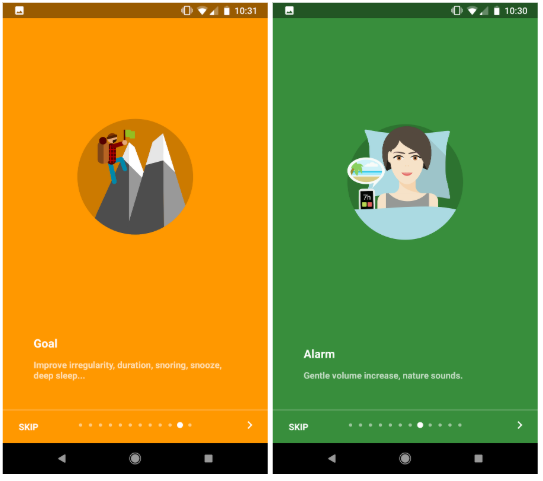 10:31
Goal
Improve irregularity, duration, snoring, snooze,
deep sleep...
SKIP
10:30
7h
Alarm
Gentle volume increase, nature sounds.
SKIP